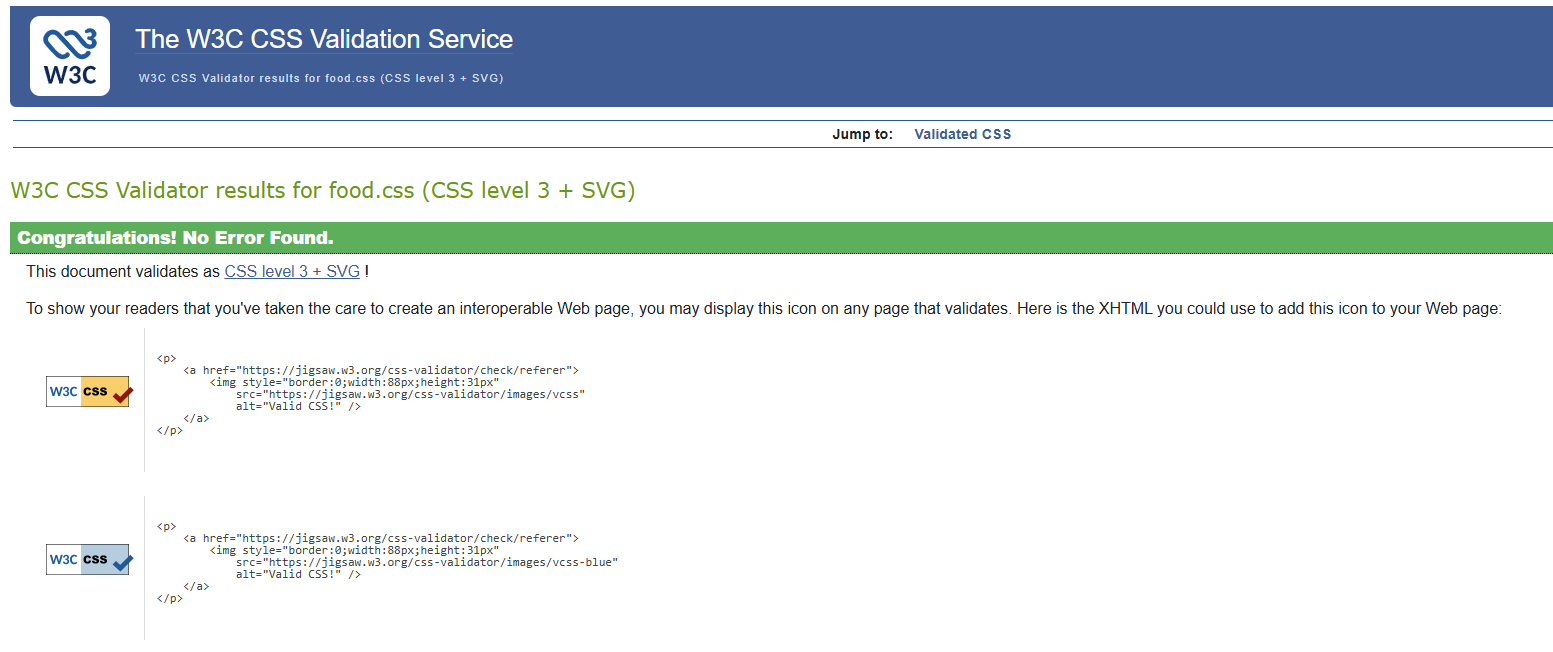 W3C
The W3C CSS Validation Service
W3C CSS Validator results for food.css (CSS level 3 + SVG)
Jump to: Validated CSS
W3C CSS Validator results for food.css (CSS level 3 + SVG)
Congratulations! No Error Found.
This document validates as CSS level 3 + SVG !
To show your readers that you've taken the care to create an interoperable Web page, you may display this icon on any page that validates. Here is the XHTML you could use to add this icon to your Web page:
W3C css
<p>
    <a href="https://jigsaw.w3.org/css-validator/check/referer">
        <img style="border:0;width:88px;height:31px"
            src="https://jigsaw.w3.org/css-validator/images/vcss"
            alt="Valid CSS!" />
    </a>
</p>
W3C css
<p>
    <a href="https://jigsaw.w3.org/css-validator/check/referer">
        <img style="border:0;width:88px;height:31px"
            src="https://jigsaw.w3.org/css-validator/images/vcss-blue"
            alt="Valid CSS!" />
    </a>
</p>